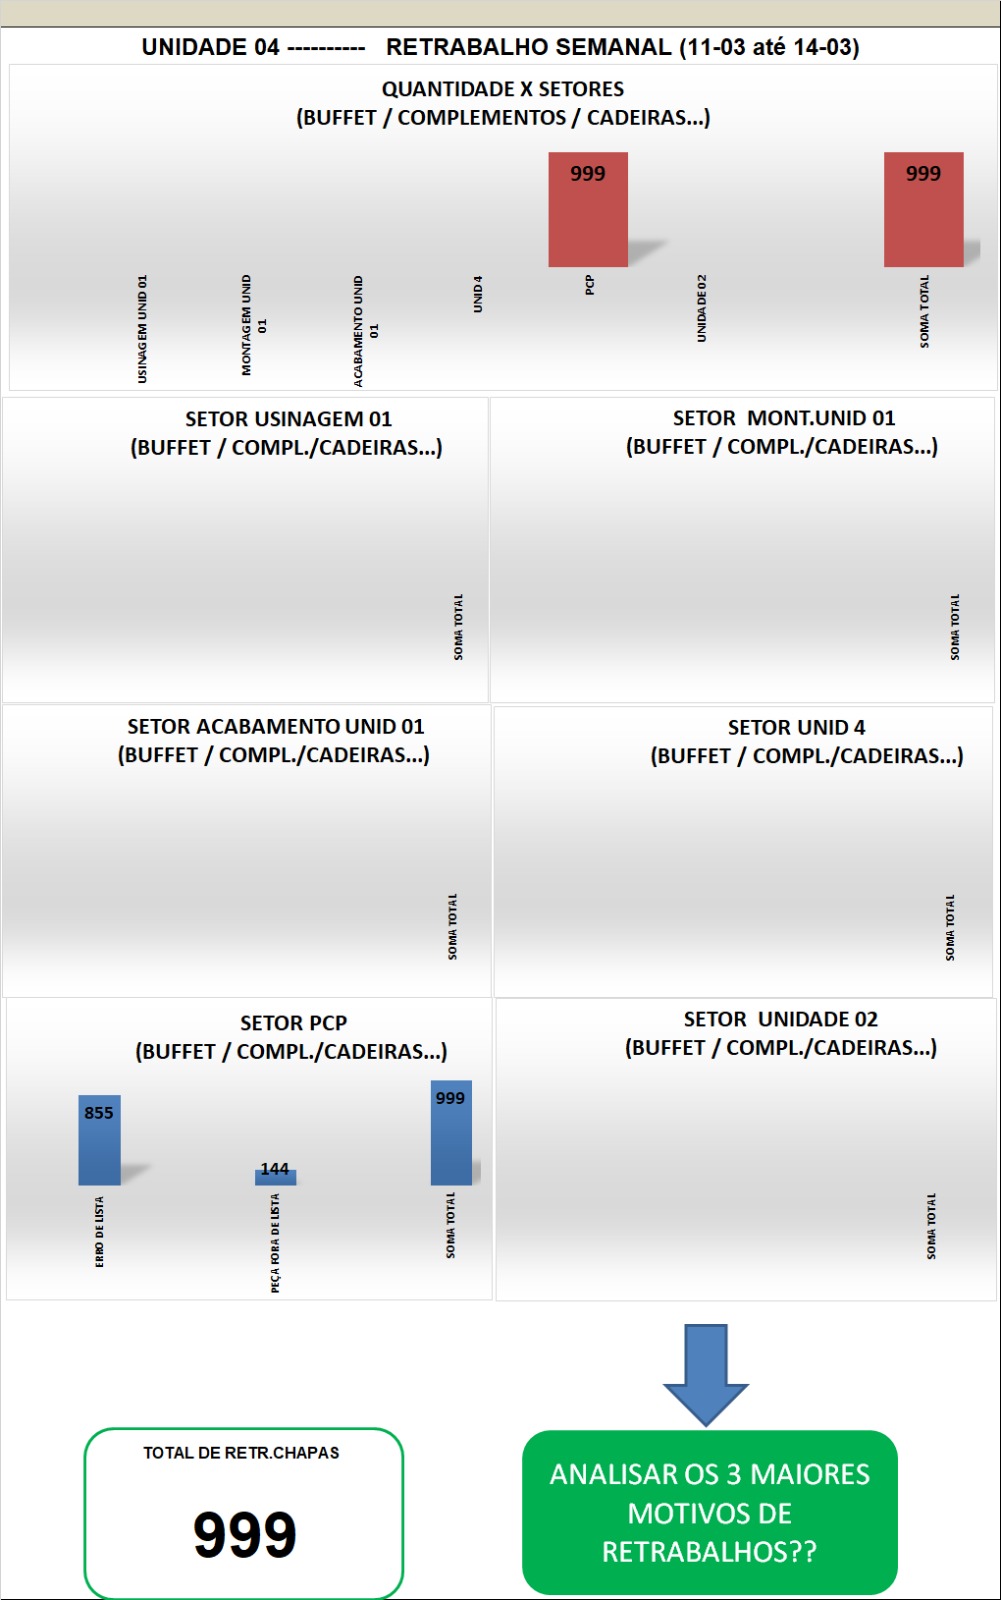 UNIDADE 04 ---------- RETRABALHO SEMANAL (11-03 até 14-03)
QUANTIDADE X SETORES
(BUFFET / COMPLEMENTOS / CADEIRAS...)
999
999
USINAGEM UNID 01
MONTAGEM UNID
01
ACABAMENTO UNID
01
UNID 4
PCP
UNIDADE 02
SOMA TOTAL
SETOR USINAGEM 01
(BUFFET / COMPL./CADEIRAS...)
SOMA TOTAL
SETOR MONT.UNID 01
(BUFFET / COMPL./CADEIRAS...)
SOMA TOTAL
SETOR ACABAMENTO UNID 01
(BUFFET / COMPL./CADEIRAS...)
SOMA TOTAL
SETOR UNID 4
(BUFFET / COMPL./CADEIRAS...)
SOMA TOTAL
SETOR PCP
(BUFFET / COMPL./CADEIRAS...)
855
144
999
ERRO DE LISTA
PEÇA FORA DE LISTA
SOMA TOTAL
SETOR UNIDADE 02
(BUFFET / COMPL./CADEIRAS...)
SOMA TOTAL
TOTAL DE RETR.CHAPAS
999
ANALISAR OS 3 MAIORES
MOTIVOS DE
RETRABALHOS??